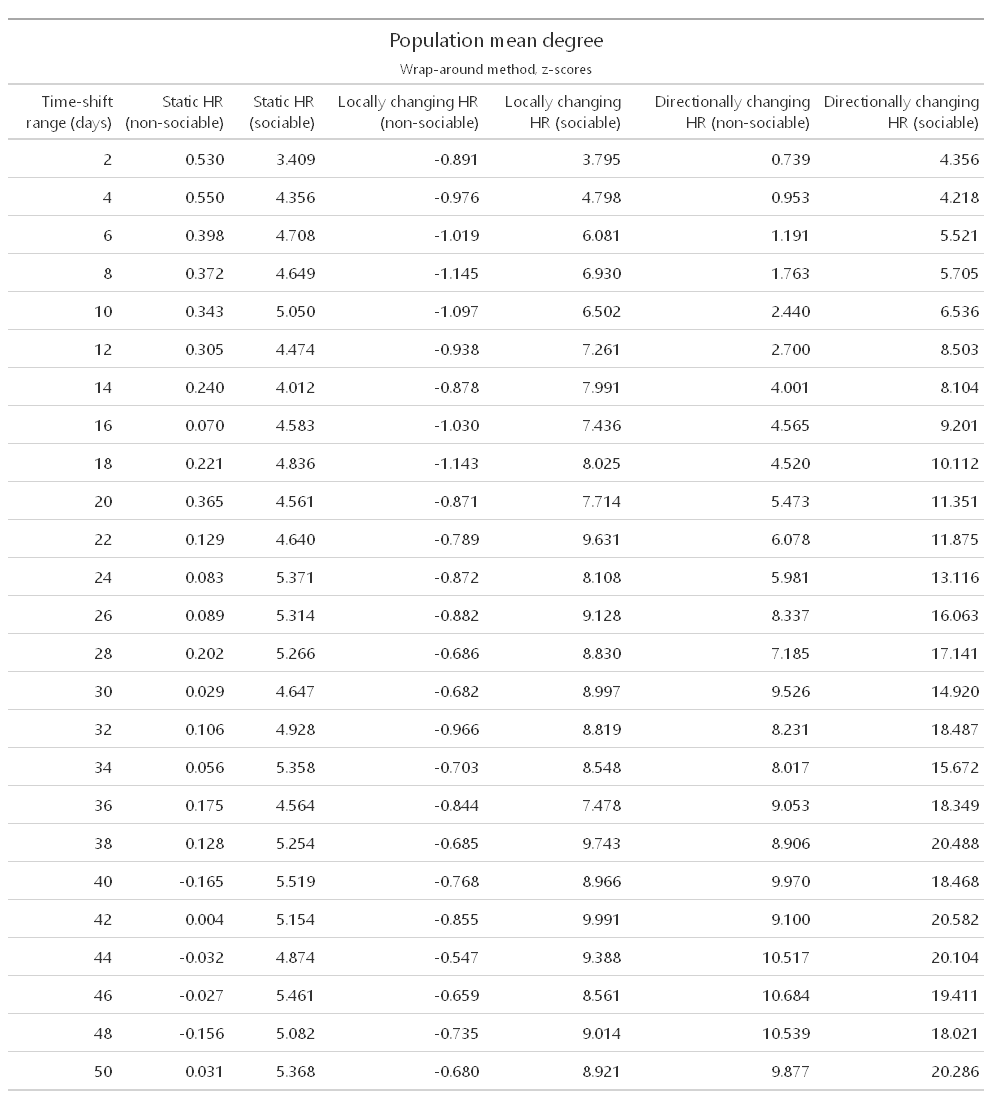 Population mean degree
Wrap-around method, z-scores
Time-shift range (days) Static HR (non-sociable) Static HR (sociable) Locally changing HR (non-sociable) Locally changing HR (sociable) Directionally changing HR (non-sociable) Directionally changing HR (sociable)
2 0.530 3.409 -0.891 3.795 0.739 4.356
4 0.550 4.356 -0.976 4.798 0.953 4.218
6 0.398 4.708 -1.019 6.081 1.191 5.521
8 0.372 4.649 -1.145 6.930 1.763 5.705
10 0.343 5.050 -1.097 6.502 2.440 6.536
12 0.305 4.474 -0.938 7.261 2.700 8.503
14 0.240 4.012 -0.878 7.991 4.001 8.104
16 0.070 4.583 -1.030 7.436 4.565 9.201
18 0.221 4.836 -1.143 8.025 4.520 10.112
20 0.365 4.561 -0.871 7.714 5.473 11.351
22 0.129 4.640 -0.789 9.631 6.078 11.875
24 0.083 5.371 -0.872 8.108 5.981 13.116
26 0.089 5.314 -0.882 9.128 8.337 16.063
28 0.202 5.266 -0.686 8.830 7.185 17.141
30 0.029 4.647 -0.682 8.997 9.526 14.920
32 0.106 4.928 -0.966 8.819 8.231 18.487
34 0.056 5.358 -0.703 8.548 8.017 15.672
36 0.175 4.564 -0.844 7.478 9.053 18.349
38 0.128 5.254 -0.685 9.743 8.906 20.488
40 -0.165 5.519 -0.768 8.966 9.970 18.468
42 0.004 5.154 -0.855 9.991 9.100 20.582
44 -0.032 4.874 -0.547 9.388 10.517 20.104
46 -0.027 5.461 -0.659 8.561 10.684 19.411
48 -0.156 5.082 -0.735 9.014 10.539 18.021
50 0.031 5.368 -0.680 8.921 9.877 20.286